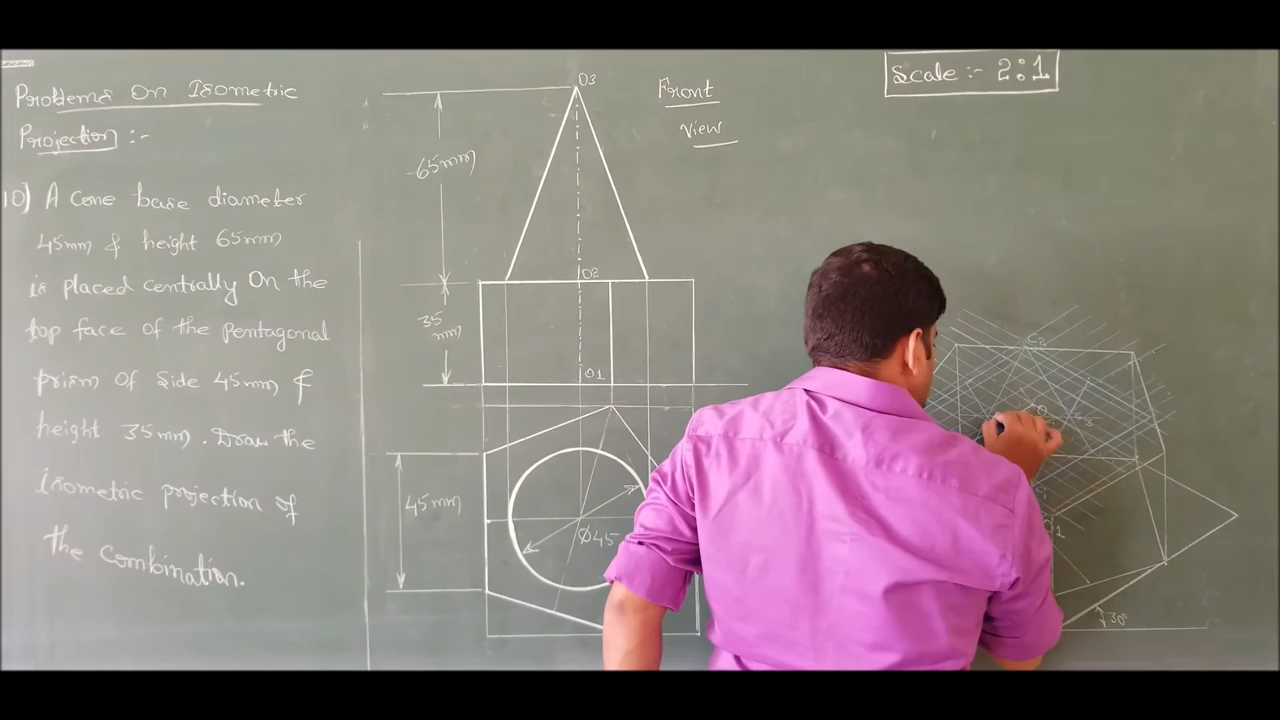 Problems On Isometric
Projection :-
10) A Cone base diameter
45mm & height 65mm
is placed centrally On the
top face of the Pentagonal
prism of Side 45mm &
height 35mm. Draw the
isometric projection of
the Combination.
O3
65mm
O2
35
mm
O1
45mm
Ø45
Front
View
Scale :- 2:1
C2
30°